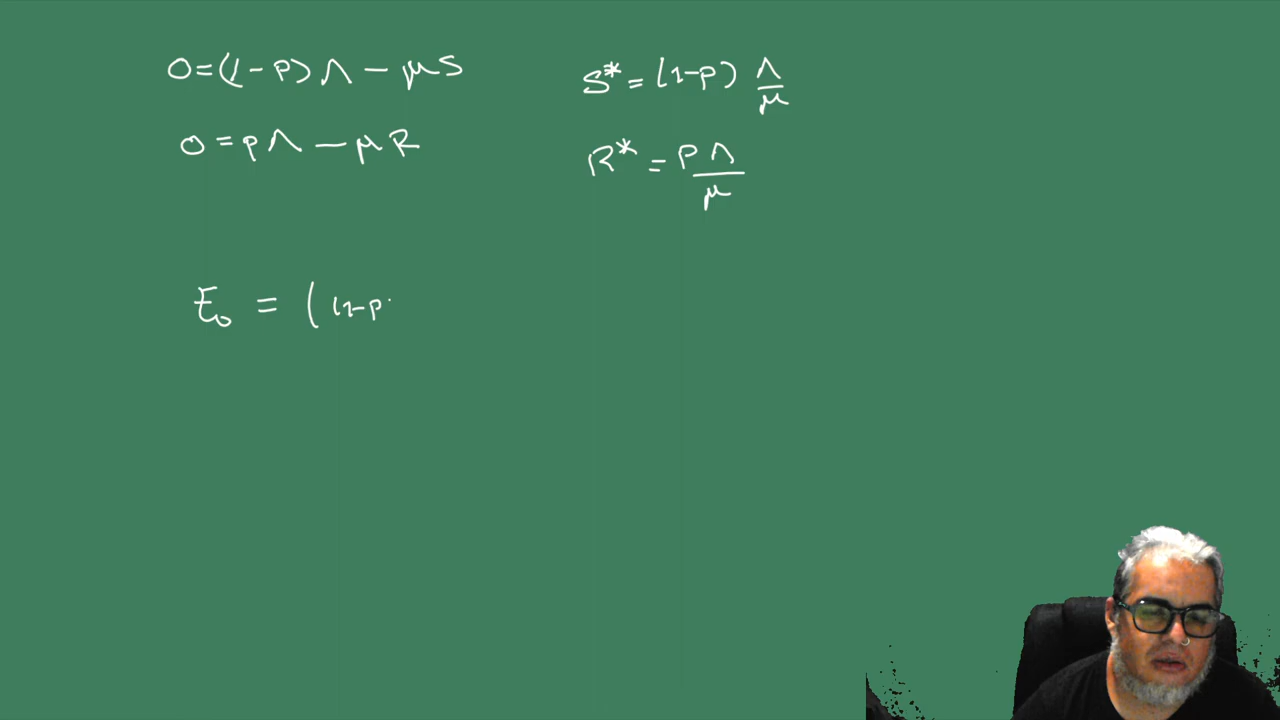 0=(1-p)Λ-μS
S*=(1-p) Λ/μ
0=pΛ-μR
R*=pΛ/μ
E₀ = ( (1-p